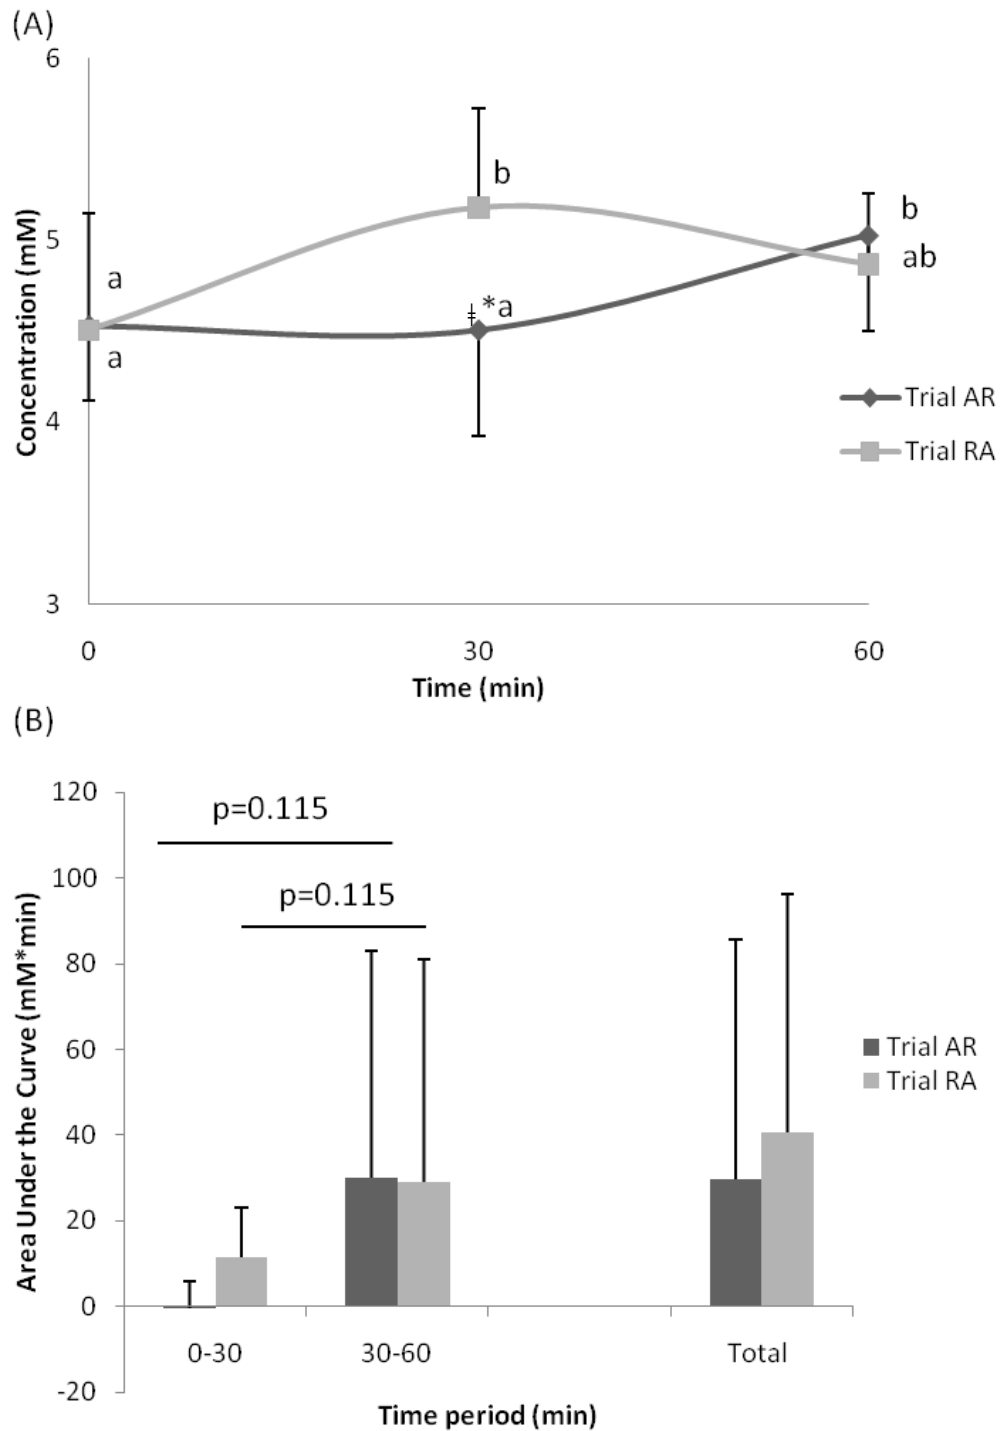 (A)
6
5
4
3
Concentration (mM)
a
a
b
ǂ*a
b
ab
Trial AR
Trial RA
0 30 60
Time (min)
(B)
120
100
80
60
40
20
0
-20
Area Under the Curve (mM*min)
p=0.115
p=0.115
Trial AR
Trial RA
0-30 30-60 Total
Time period (min)